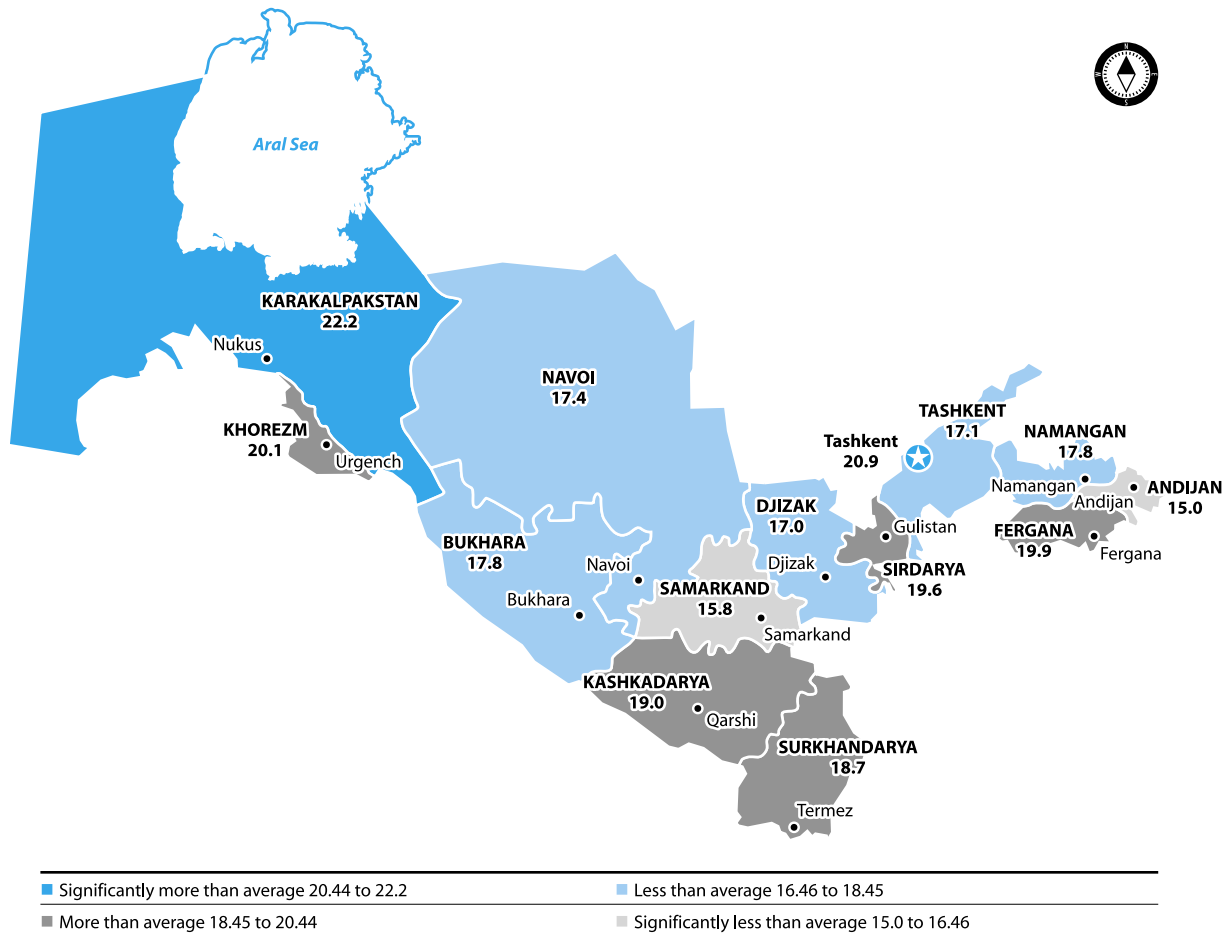 N
W
E
S
Aral Sea
KARAKALPAKSTAN
22.2
Nukus
NAVOI
17.4
KHOREZM
20.1
Urgench
TASHKENT
17.1
Tashkent
20.9
NAMANGAN
17.8
Namangan
Andijan
ANDIJAN
15.0
DJIZAK
17.0
Gulistan
FERGANA
19.9
Fergana
BUKHARA
17.8
Navoi
Djizak
SIRDARYA
19.6
Bukhara
SAMARKAND
15.8
Samarkand
KASHKADARYA
19.0
Qarshi
SURKHANDARYA
18.7
Termez
Significantly more than average 20.44 to 22.2
Less than average 16.46 to 18.45
More than average 18.45 to 20.44
Significantly less than average 15.0 to 16.46